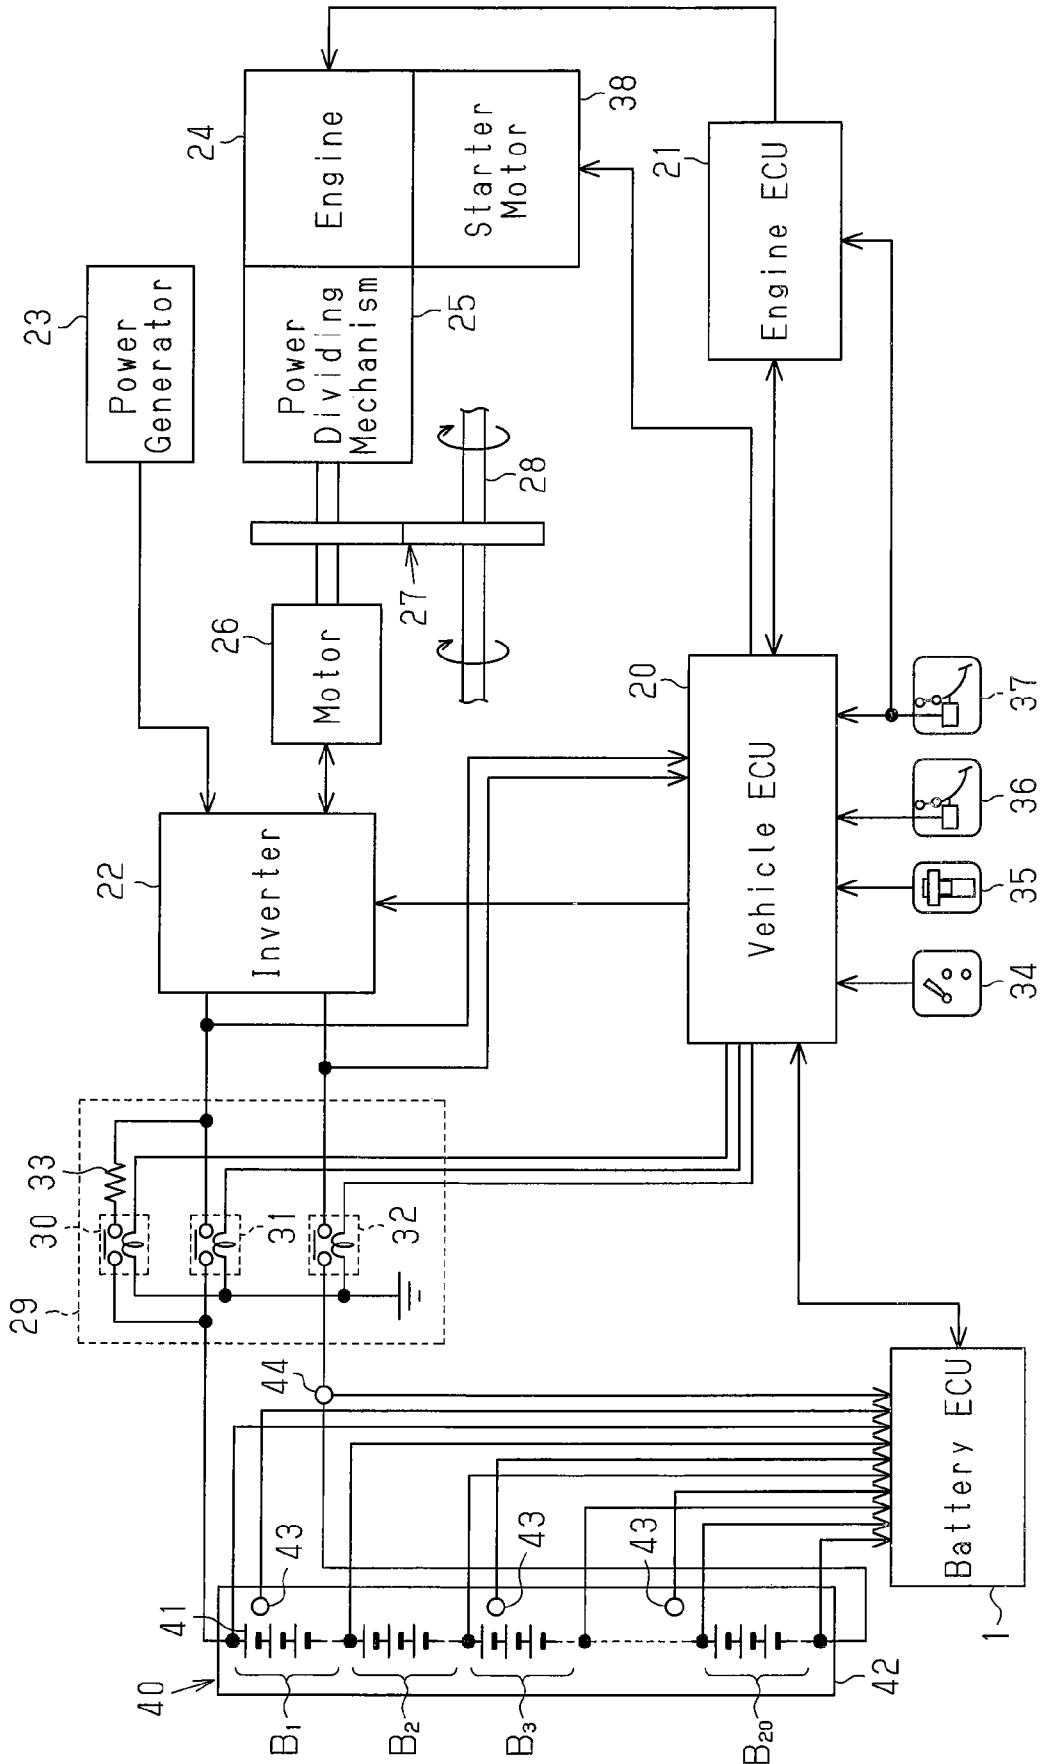 29
30
33
31
32
44
40
41
43
43
43
42
B1
B2
B3
B20
Battery ECU
1
22
Inverter
23
Power
Generator
26
Motor
27
28
24
Engine
Power
Dividing
Mechanism
25
Starter
Motor
38
20
Vehicle ECU
21
Engine ECU
34
35
36
37